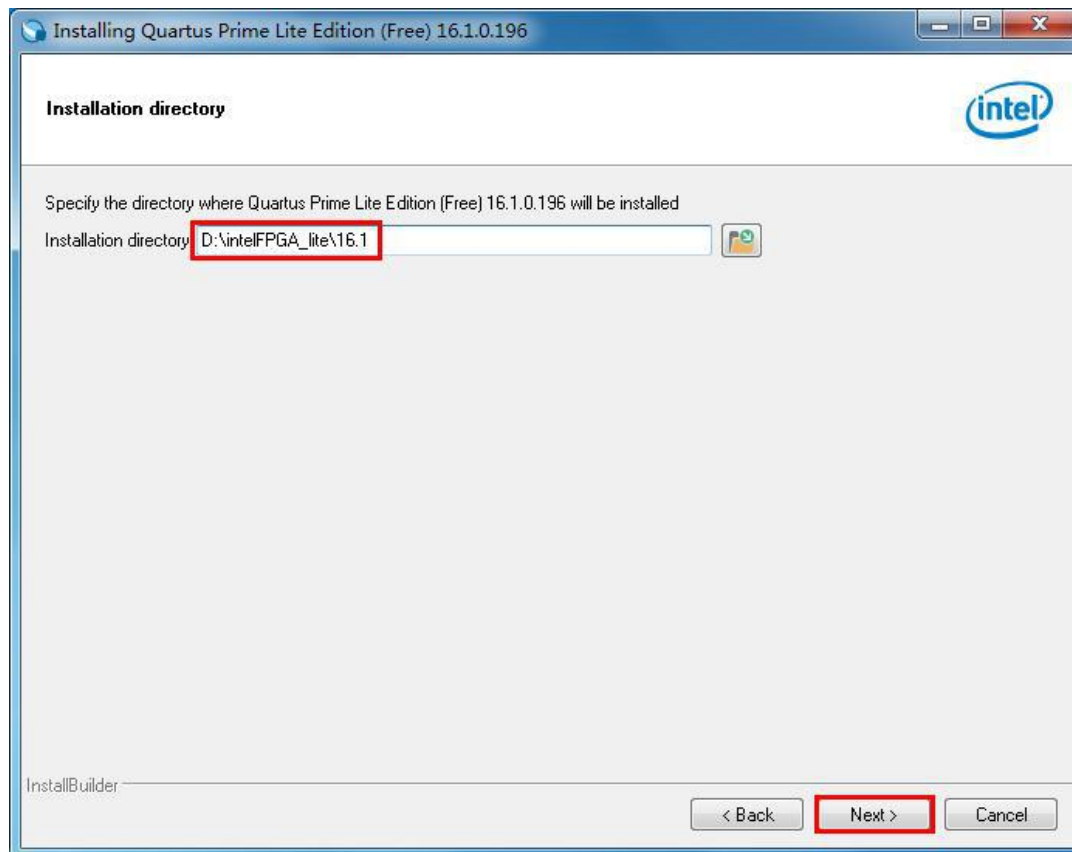 Installing Quartus Prime Lite Edition (Free) 16.1.0.196
Installation directory
intel
Specify the directory where Quartus Prime Lite Edition (Free) 16.1.0.196 will be installed
Installation directory D:\intelFPGA_lite\16.1
InstallBuilder
< Back Next > Cancel